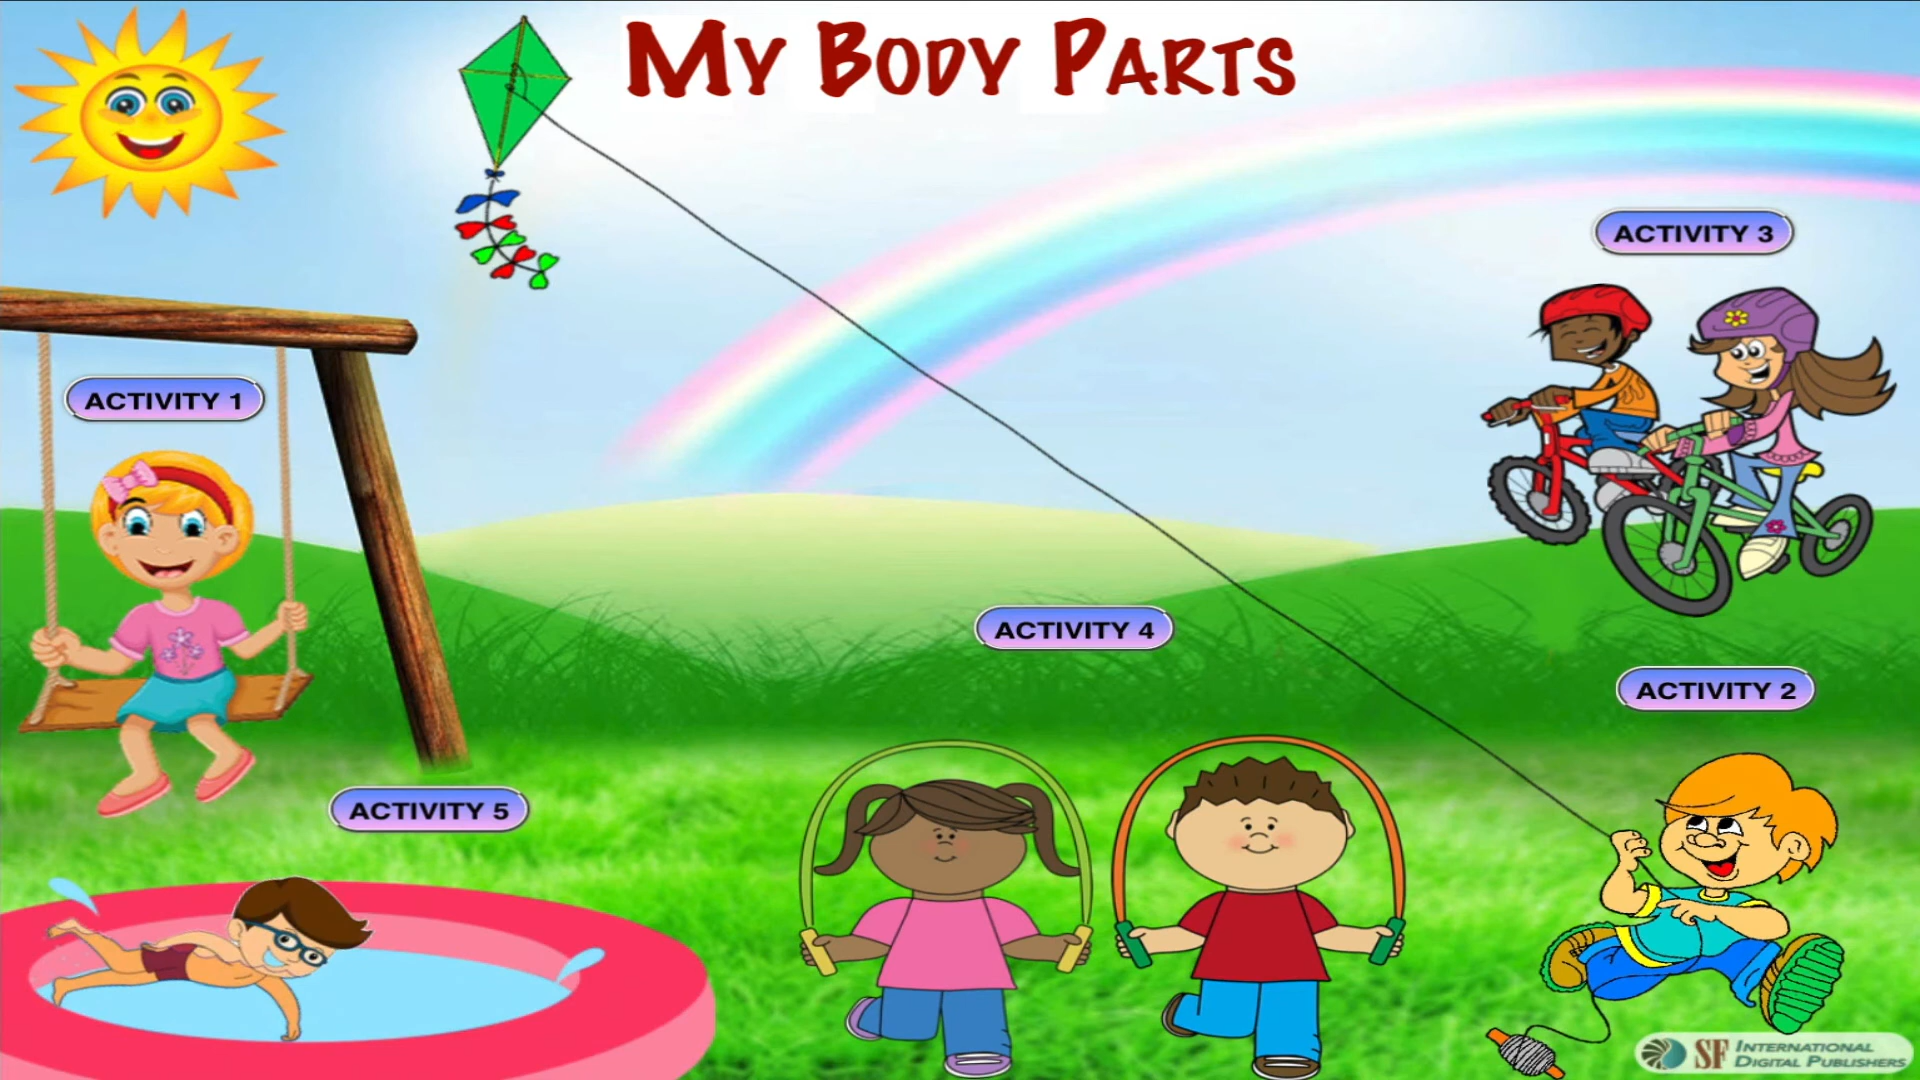 MY BODY PARTS
ACTIVITY 3
ACTIVITY 1
ACTIVITY 4
ACTIVITY 2
ACTIVITY 5
SF INTERNATIONAL
DIGITAL PUBLISHERS